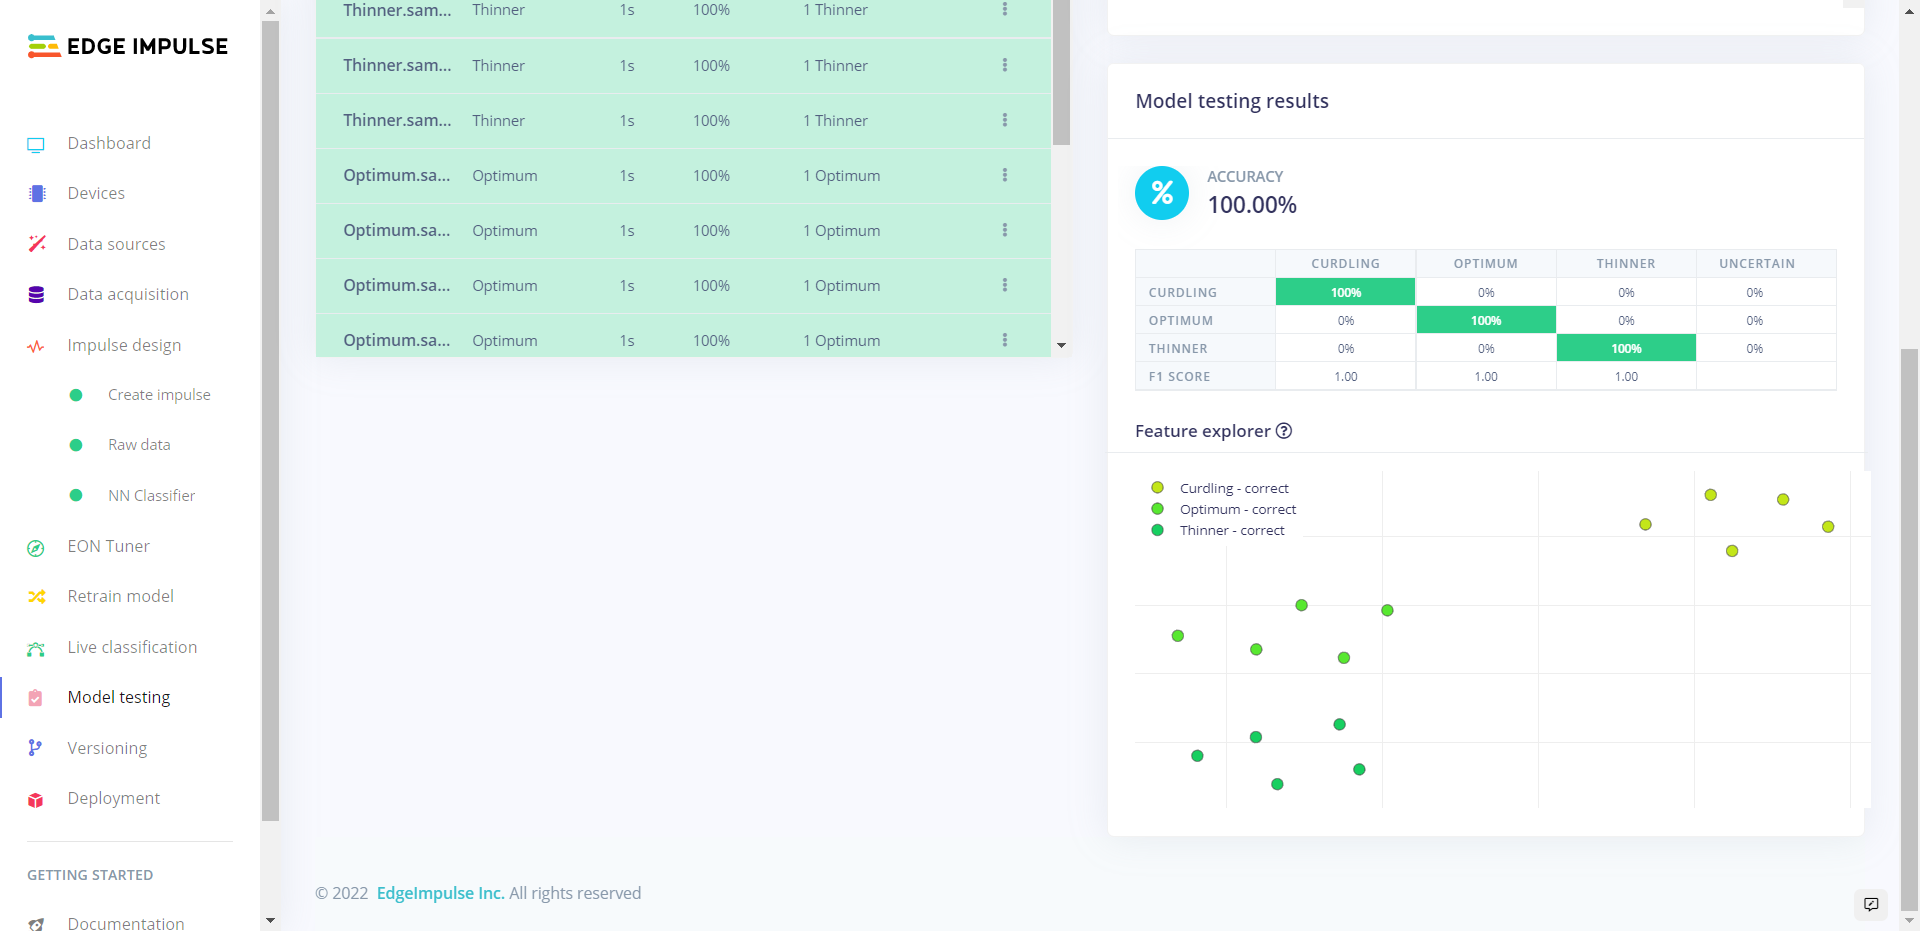 EDGE IMPULSE
Dashboard
Devices
Data sources
Data acquisition
Impulse design
Create impulse
Raw data
NN Classifier
EON Tuner
Retrain model
Live classification
Model testing
Versioning
Deployment
GETTING STARTED
Documentation
Thinner.sam... Thinner 1s 100% 1 Thinner
Thinner.sam... Thinner 1s 100% 1 Thinner
Thinner.sam... Thinner 1s 100% 1 Thinner
Optimum.sa... Optimum 1s 100% 1 Optimum
Optimum.sa... Optimum 1s 100% 1 Optimum
Optimum.sa... Optimum 1s 100% 1 Optimum
Optimum.sa... Optimum 1s 100% 1 Optimum
Model testing results
%
ACCURACY
100.00%
CURDLING OPTIMUM THINNER UNCERTAIN
CURDLING 100% 0% 0% 0%
OPTIMUM 0% 100% 0% 0%
THINNER 0% 0% 100% 0%
F1 SCORE 1.00 1.00 1.00
Feature explorer ?
Curdling - correct
Optimum - correct
Thinner - correct
© 2022 EdgeImpulse Inc. All rights reserved